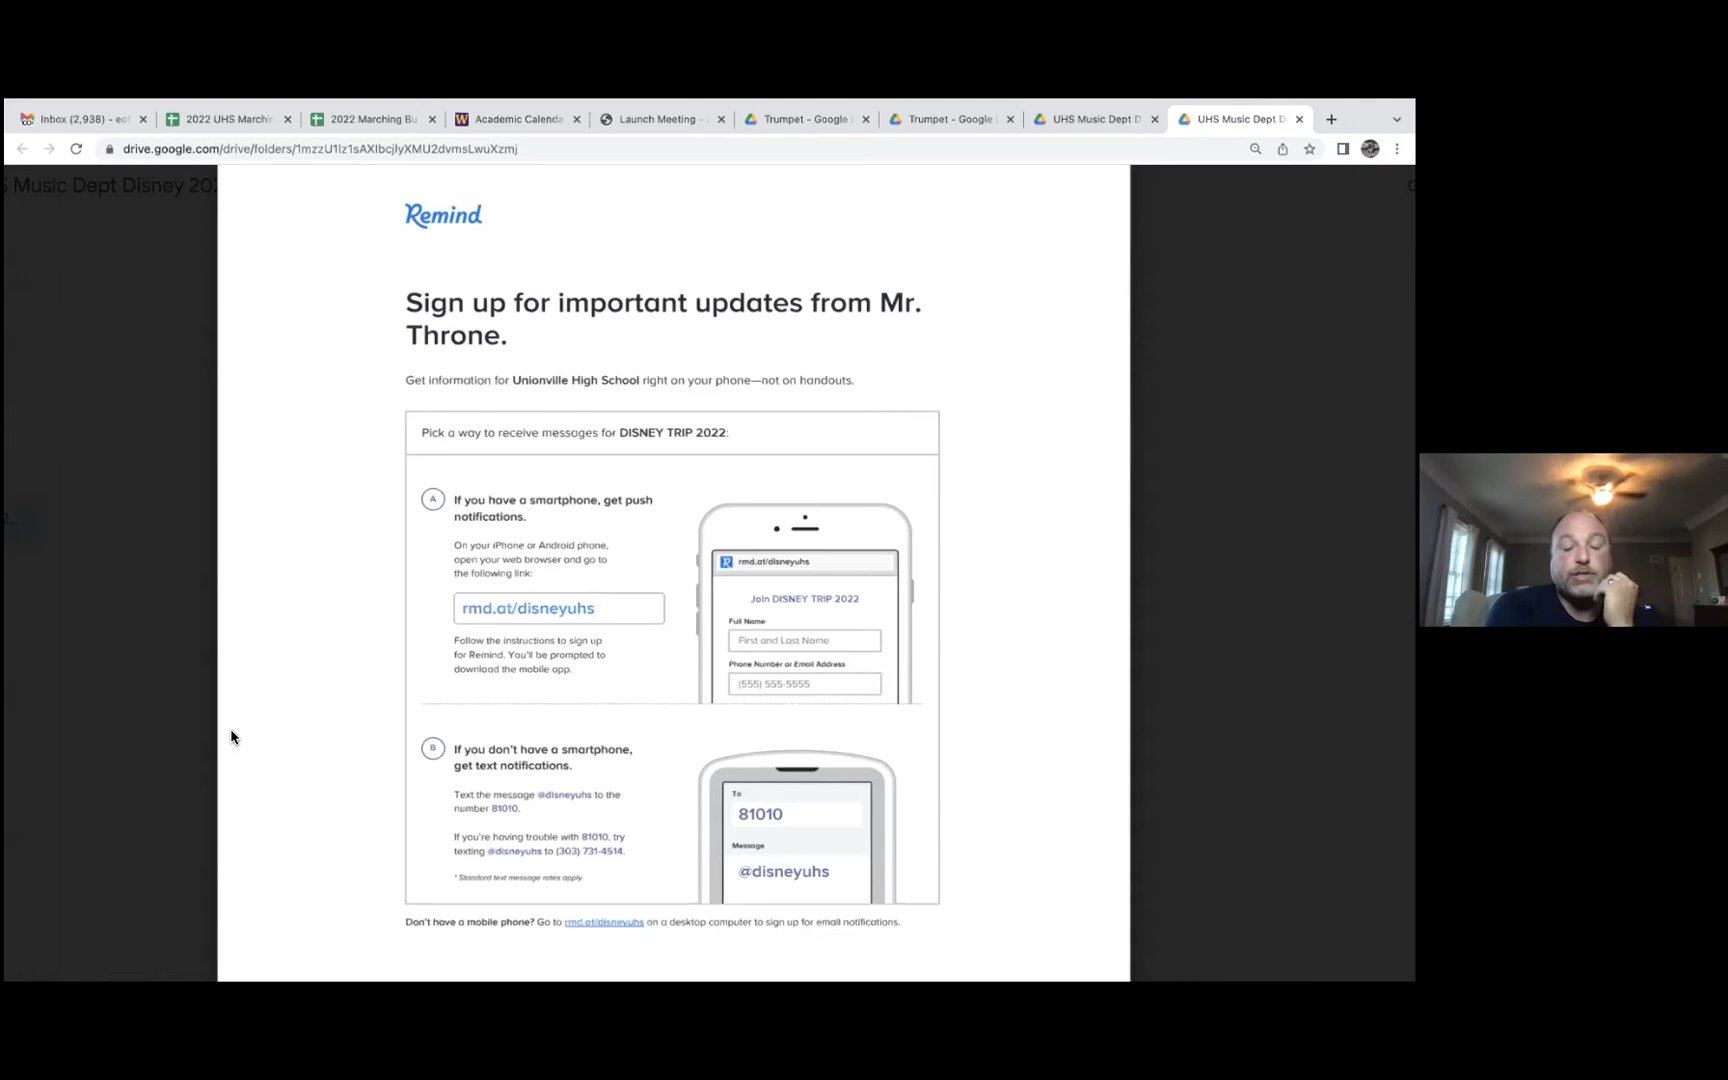 Inbox (2,938) - eo
2022 UHS Marchi
2022 Marching Bu
Academic Calenda
Launch Meeting -
Trumpet - Google
Trumpet - Google
UHS Music Dept D
UHS Music Dept D
drive.google.com/drive/folders/1mzzU1lz1sAXIbcjlyXMU2dvmsLwuXzmj
S Music Dept Disney 202
Remind
Sign up for important updates from Mr.
Throne.
Get information for Unionville High School right on your phone—not on handouts.
Pick a way to receive messages for DISNEY TRIP 2022:
A
If you have a smartphone, get push
notifications.
On your iPhone or Android phone,
open your web browser and go to
the following link:
rmd.at/disneyuhs
Follow the instructions to sign up
for Remind. You'll be prompted to
download the mobile app.
rmd.at/disneyuhs
Join DISNEY TRIP 2022
Full Name
First and Last Name
Phone Number or Email Address
(555) 555-5555
B
If you don't have a smartphone,
get text notifications.
Text the message @disneyuhs to the
number 81010.
If you're having trouble with 81010, try
texting @disneyuhs to (303) 731-4514.
* Standard text message rates apply.
To
81010
Message
@disneyuhs
Don't have a mobile phone? Go to rmd.at/disneyuhs on a desktop computer to sign up for email notifications.